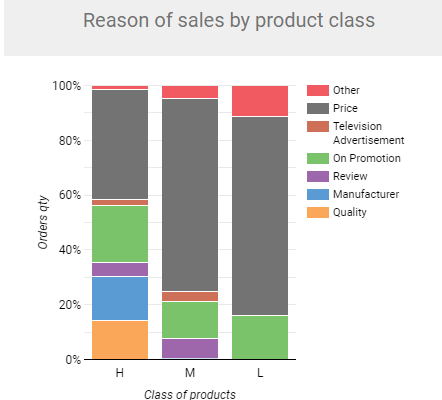 Reason of sales by product class
100%
80%
60%
40%
20%
0%
Orders qty
H
M
L
Class of products
Other
Price
Television
Advertisement
On Promotion
Review
Manufacturer
Quality